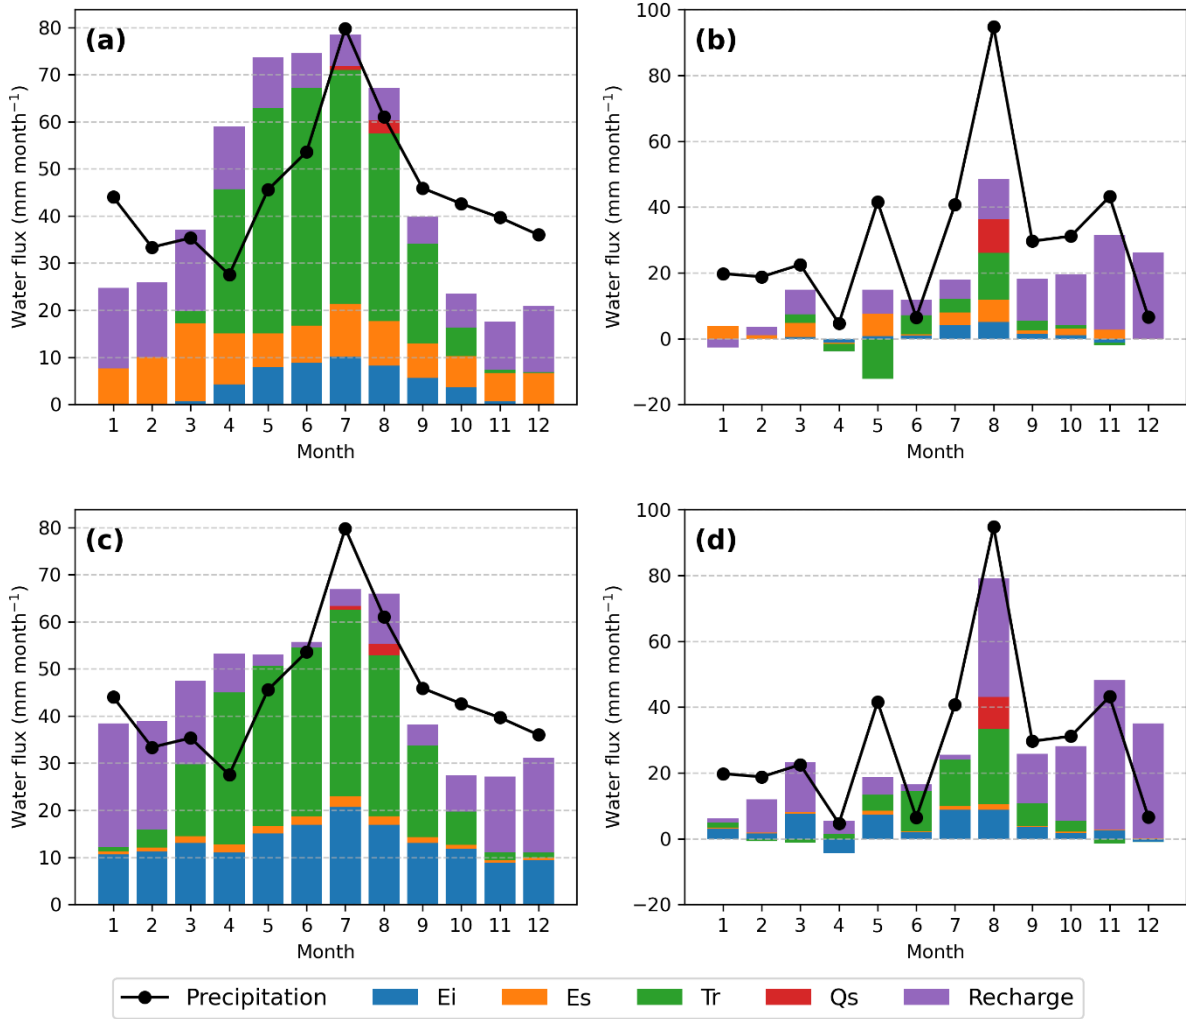 (a)
Water flux (mm month⁻¹)
80
70
60
50
40
30
20
10
0
1 2 3 4 5 6 7 8 9 10 11 12
Month
(b)
Water flux (mm month⁻¹)
100
80
60
40
20
0
−20
1 2 3 4 5 6 7 8 9 10 11 12
Month
(c)
Water flux (mm month⁻¹)
80
70
60
50
40
30
20
10
0
1 2 3 4 5 6 7 8 9 10 11 12
Month
(d)
Water flux (mm month⁻¹)
100
80
60
40
20
0
−20
1 2 3 4 5 6 7 8 9 10 11 12
Month
Precipitation Ei Es Tr Qs Recharge